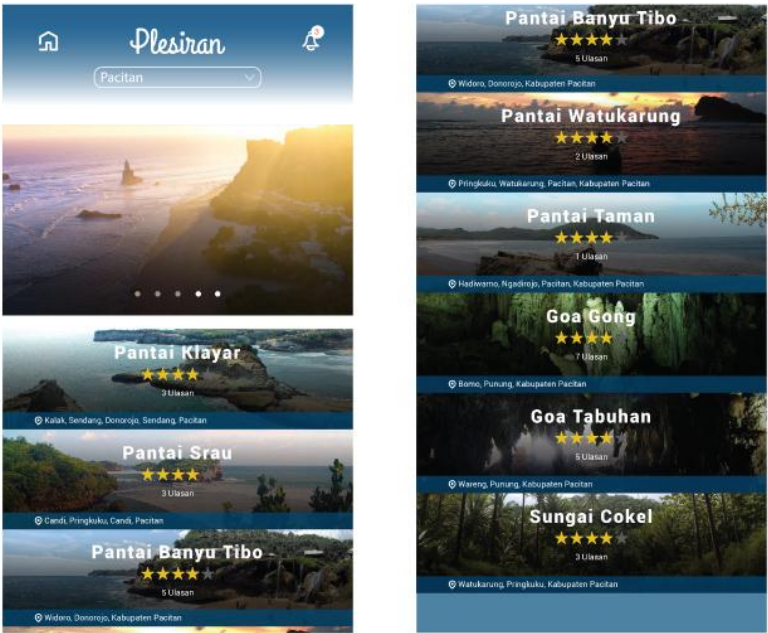 Plesiran
3
Pacitan
Pantai Klayar
3 Ulasan
Kalak, Sendang, Donorojo, Sendang, Pacitan
Pantai Srau
3 Ulasan
Candi, Pringkuku, Candi, Pacitan
Pantai Banyu Tibo
5 Ulasan
Widoro, Donorojo, Kabupaten Pacitan
Pantai Banyu Tibo
5 Ulasan
Widoro, Donorojo, Kabupaten Pacitan
Pantai Watukarung
2 Ulasan
Pringkuku, Watukarung, Pacitan, Kabupaten Pacitan
Pantai Taman
1 Ulasan
Hadiwarno, Ngadirojo, Pacitan, Kabupaten Pacitan
Goa Gong
7 Ulasan
Bomo, Punung, Kabupaten Pacitan
Goa Tabuhan
5 Ulasan
Wareng, Punung, Kabupaten Pacitan
Sungai Cokel
3 Ulasan
Watukarung, Pringkuku, Kabupaten Pacitan